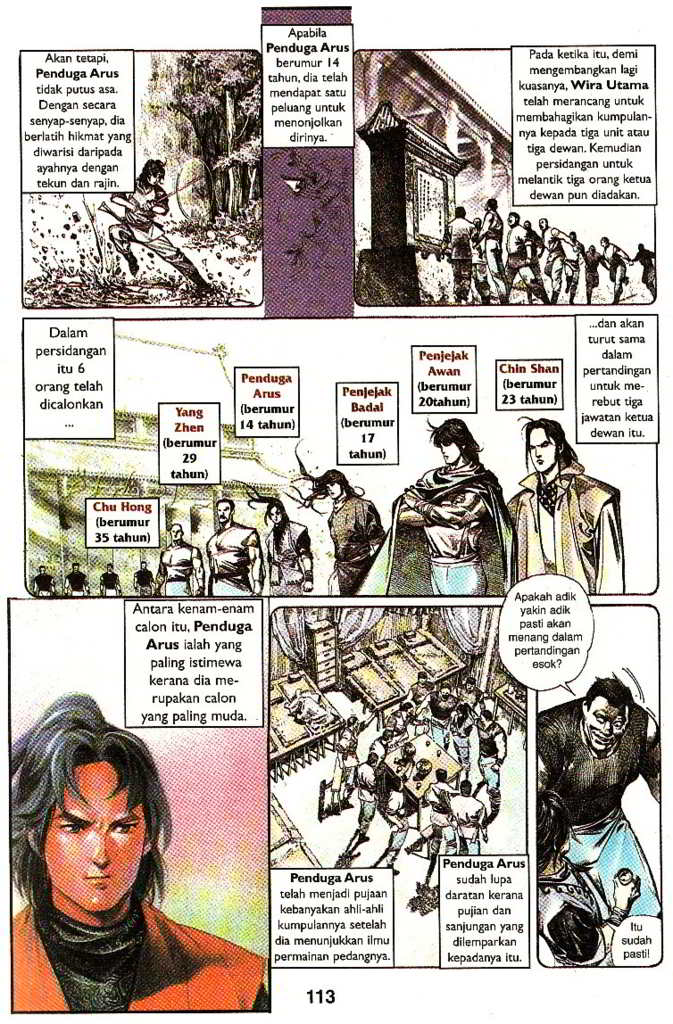 Akan tetapi,
Penduga Arus
tidak putus asa.
Dengan secara
senyap-senyap, dia
berlatih hikmat yang
diwarisi daripada
ayahnya dengan
tekun dan rajin.
Apabila
Penduga Arus
berumur 14
tahun, dia telah
mendapat satu
peluang untuk
menonjolkan
dirinya.
Pada ketika itu, demi
mengembangkan lagi
kuasanya, Wira Utama
telah merancang untuk
membahagikan kumpulan-
nya kepada tiga unit atau
tiga dewan. Kemudian
persidangan untuk
melantik tiga orang ketua
dewan pun diadakan.
Dalam
persidangan
itu 6
orang telah
dicalonkan
...
Chu Hong
(berumur
35 tahun)
Yang
Zhen
(berumur
29
tahun)
Penduga
Arus
(berumur
14 tahun)
Penjejak
Badai
(berumur
17
tahun)
Penjejak
Awan
(berumur
20tahun)
Chin Shan
(berumur
23 tahun)
...dan akan
turut sama
dalam
pertandingan
untuk me-
rebut tiga
jawatan ketua
dewan itu.
Antara kenam-enam
calon itu, Penduga
Arus ialah yang
paling istimewa
kerana dia me-
rupakan calon
yang paling muda.
Penduga Arus
telah menjadi pujaan
kebanyakan ahli-ahli
kumpulannya setelah
dia menunjukkan ilmu
permainan pedangnya.
Penduga Arus
sudah lupa
daratan kerana
pujian dan
sanjungan yang
dilemparkan
kepadanya itu.
Apakah adik
yakin adik
pasti akan
menang dalam
pertandingan
esok?
Itu
sudah
pasti!
113